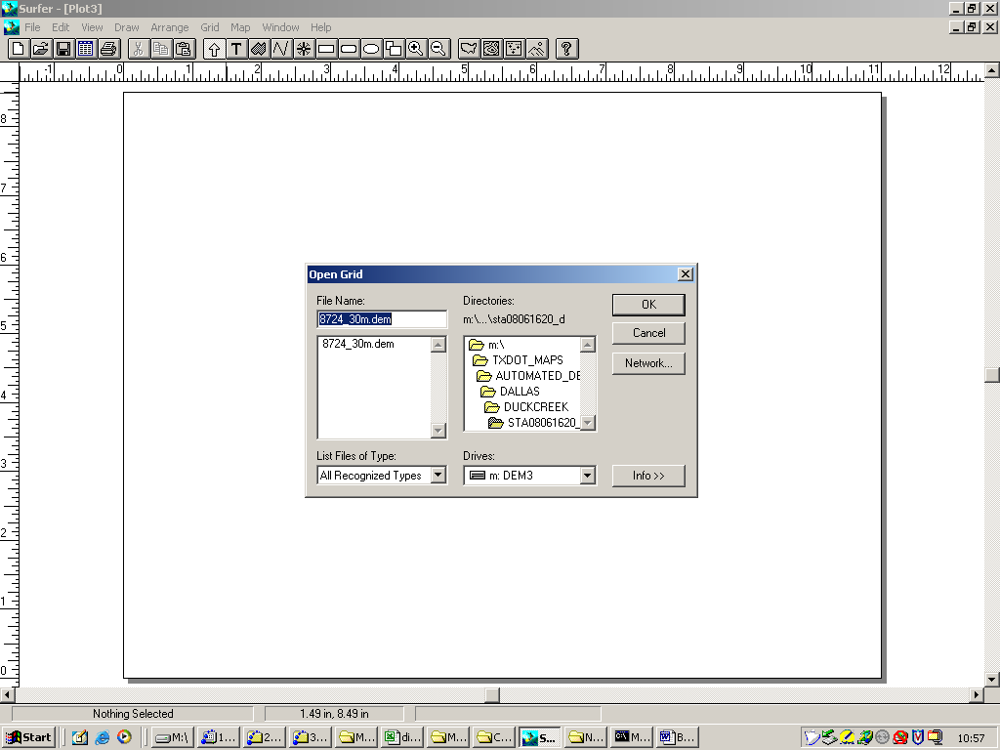 Surfer - [Plot3]
File Edit View Draw Arrange Grid Map Window Help
T ?
-1 0 1 2 3 4 5 6 7 8 9 10 11 12
8
7
6
5
4
3
2
1
0
Open Grid
File Name:
8724_30m.dem
8724_30m.dem
Directories:
m:\...\sta08061620_d
m:\
TXDOT_MAPS
AUTOMATED_DE
DALLAS
DUCKCREEK
STA08061620_
OK
Cancel
Network...
List Files of Type:
All Recognized Types
Drives:
m: DEM3
Info >>
Nothing Selected
1.49 in, 8.49 in
Start M:\ 1... 2... 3... M... di... M... C... S... N... M... B... 10:57